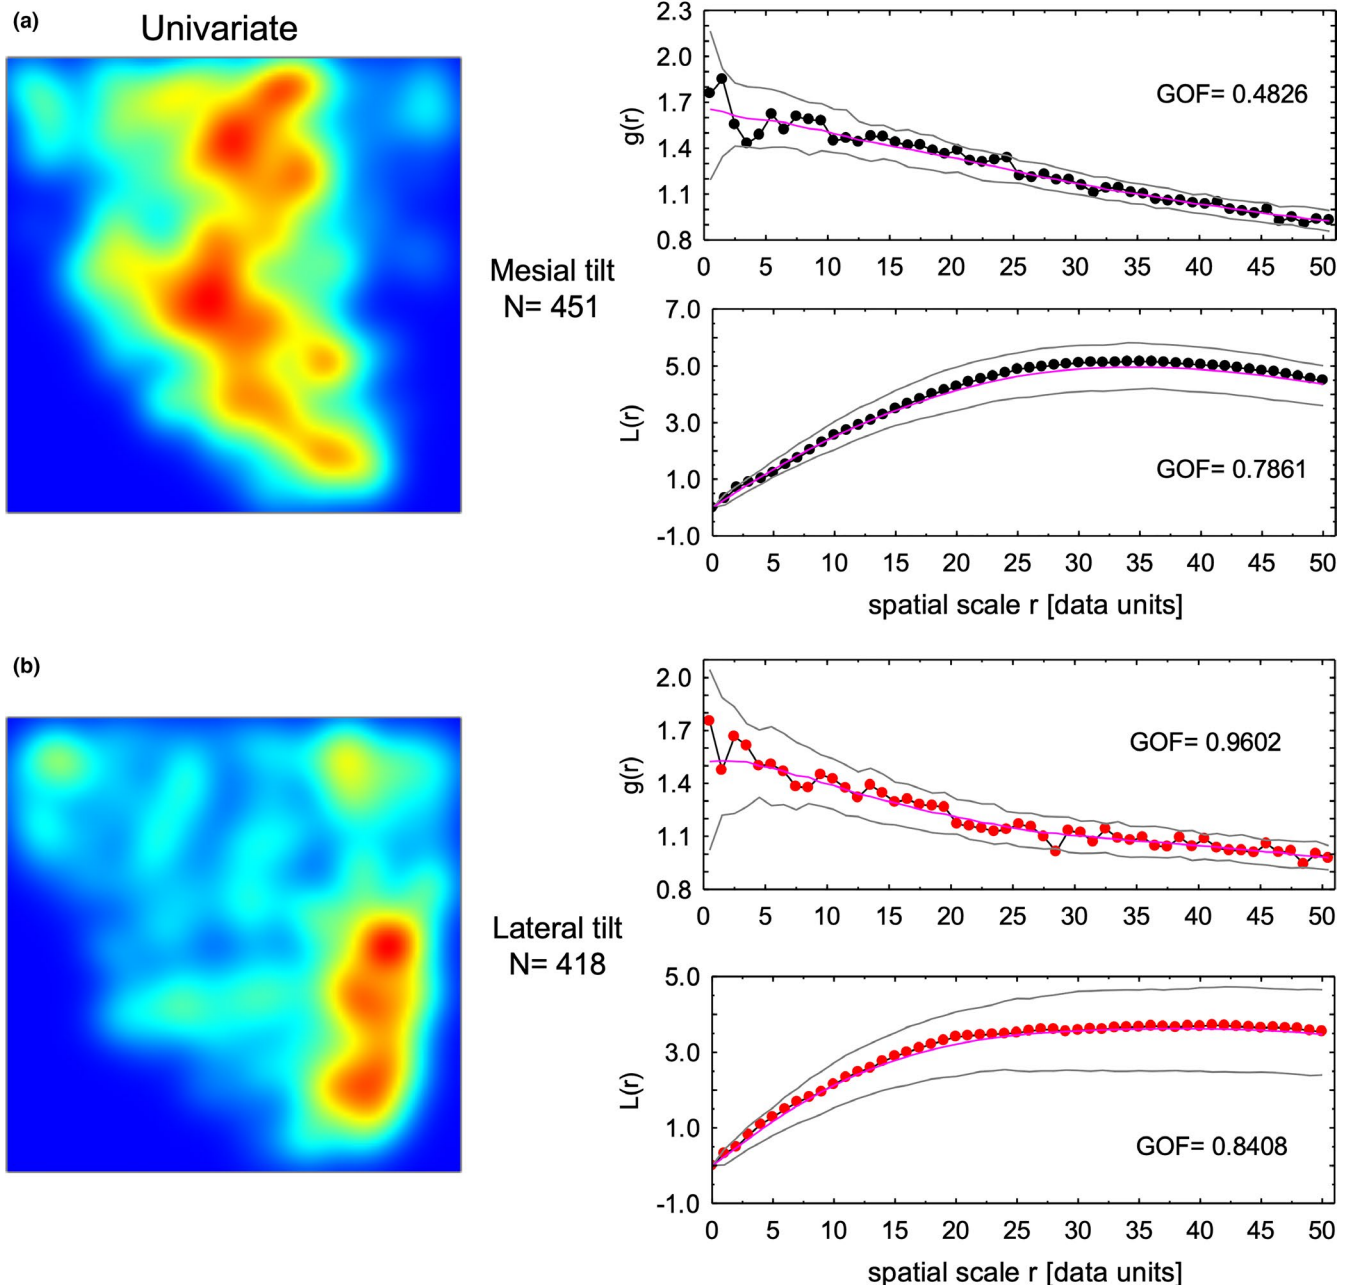 (a)
Univariate
Mesial tilt
N= 451
2.3
2.0
1.7
1.4
1.1
0.8
g(r)
GOF= 0.4826
0 5 10 15 20 25 30 35 40 45 50
7.0
5.0
3.0
1.0
-1.0
L(r)
GOF= 0.7861
0 5 10 15 20 25 30 35 40 45 50
spatial scale r [data units]
(b)
Lateral tilt
N= 418
2.0
1.7
1.4
1.1
0.8
g(r)
GOF= 0.9602
0 5 10 15 20 25 30 35 40 45 50
5.0
3.0
1.0
-1.0
L(r)
GOF= 0.8408
0 5 10 15 20 25 30 35 40 45 50
spatial scale r [data units]